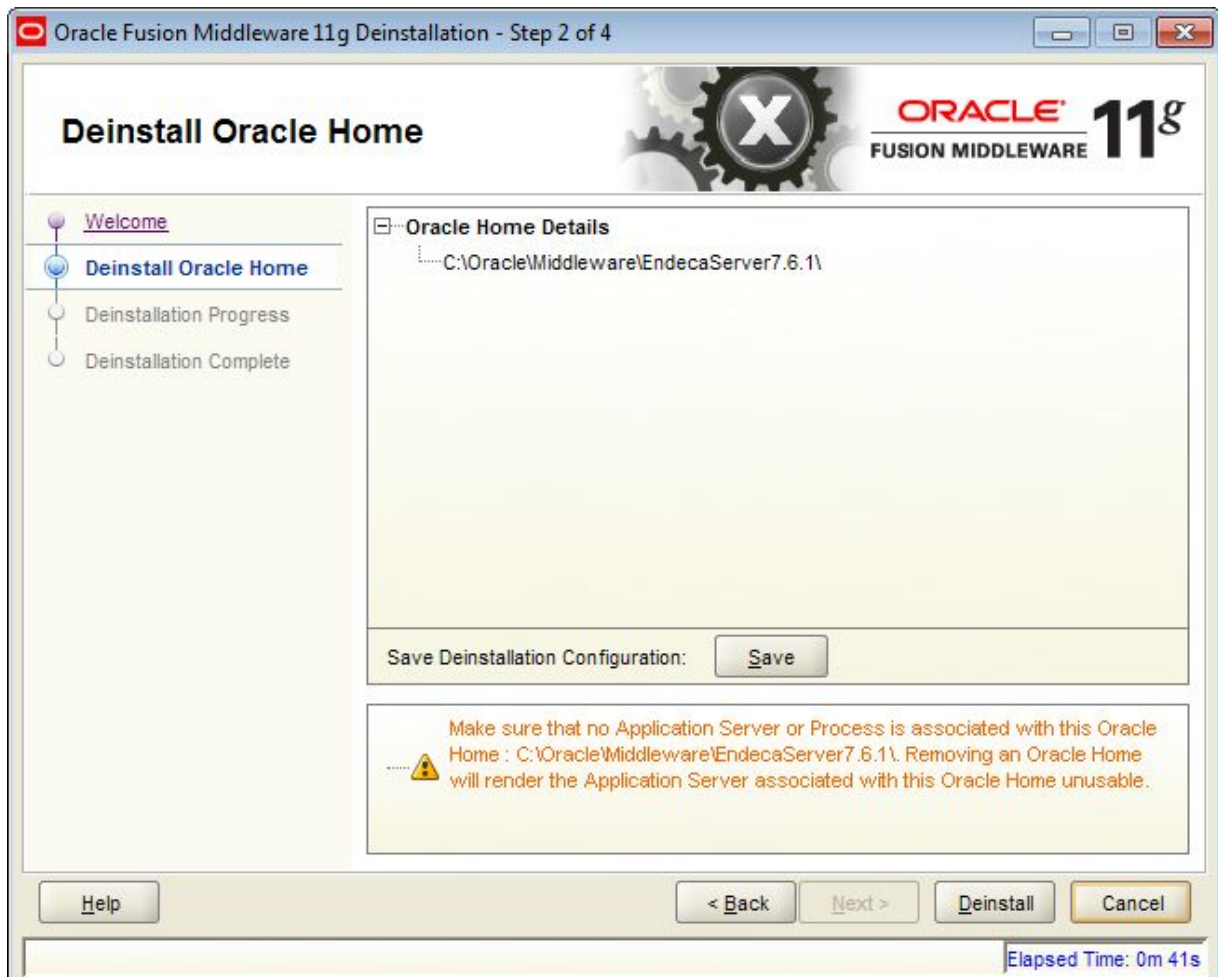 Oracle Fusion Middleware 11g Deinstallation - Step 2 of 4
Deinstall Oracle Home
X
ORACLE
FUSION MIDDLEWARE
11g
Welcome
Deinstall Oracle Home
Deinstallation Progress
Deinstallation Complete
Oracle Home Details
C:\Oracle\Middleware\EndecaServer7.6.1\
Save Deinstallation Configuration:
Save
Make sure that no Application Server or Process is associated with this Oracle
Home : C:\Oracle\Middleware\EndecaServer7.6.1\. Removing an Oracle Home
will render the Application Server associated with this Oracle Home unusable.
Help
< Back
Next >
Deinstall
Cancel
Elapsed Time: 0m 41s